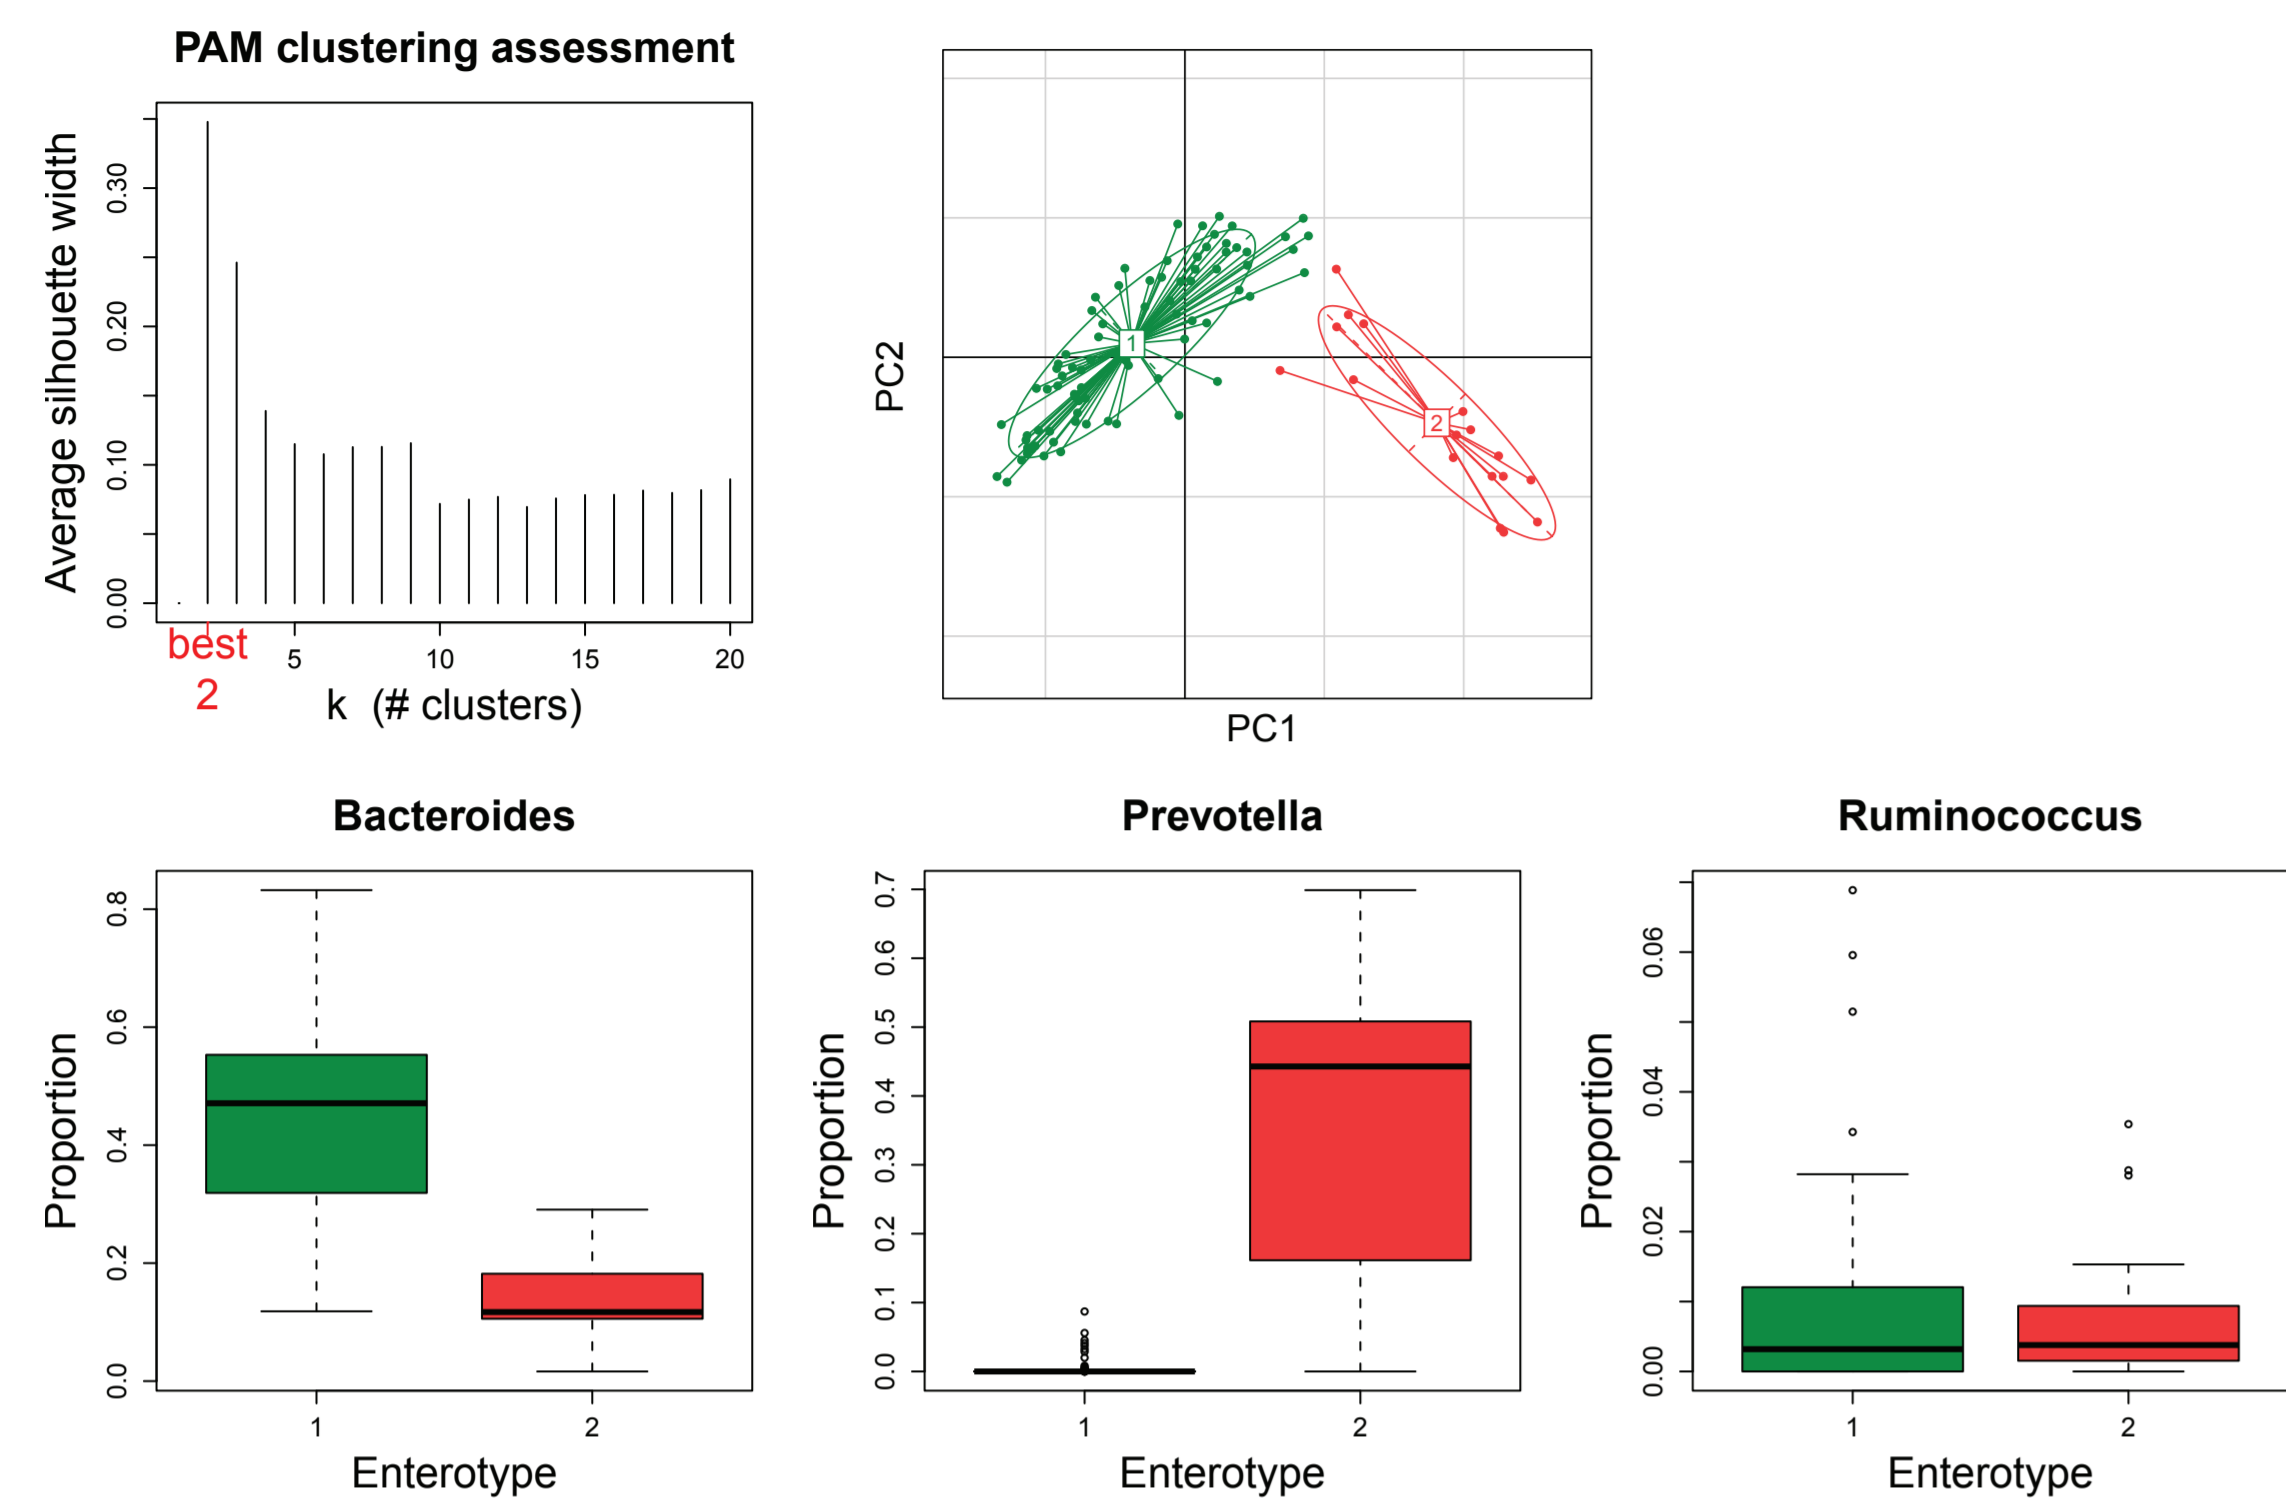 PAM clustering assessment
Average silhouette width
0.00 0.10 0.20 0.30
best 5 10 15 20
2
k (# clusters)
PC2
1
2
PC1
Bacteroides
Proportion
0.0 0.2 0.4 0.6 0.8
1 2
Enterotype
Prevotella
Proportion
0.0 0.1 0.2 0.3 0.4 0.5 0.6 0.7
1 2
Enterotype
Ruminococcus
Proportion
0.00 0.02 0.04 0.06
1 2
Enterotype